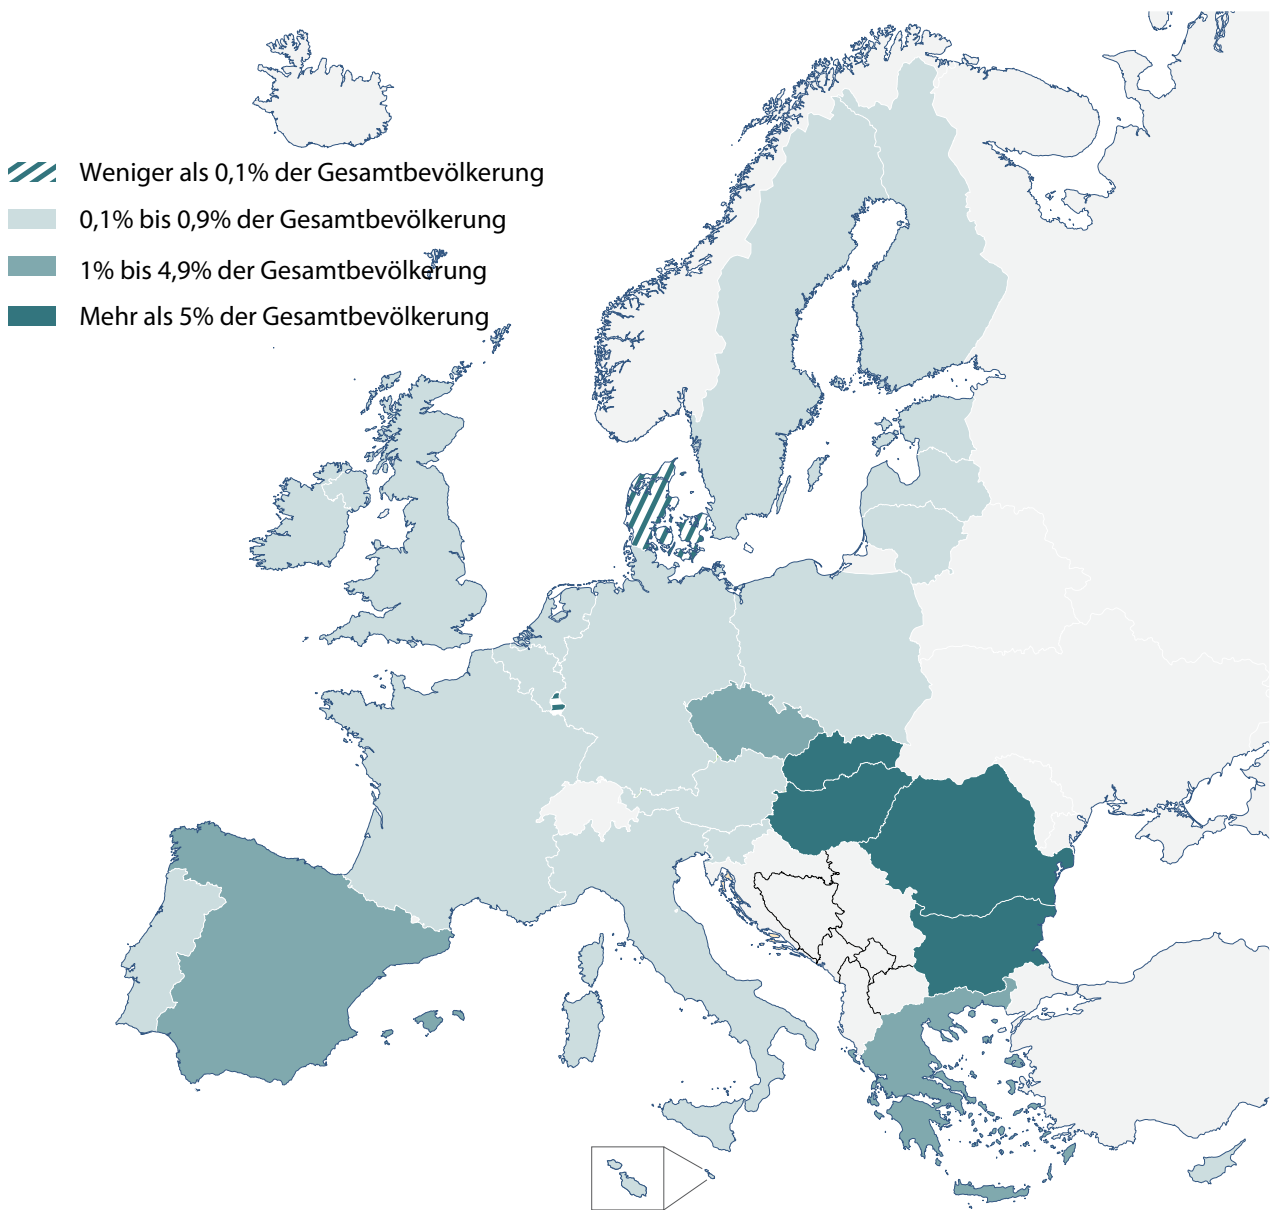 Weniger als 0,1% der Gesamtbevölkerung
0,1% bis 0,9% der Gesamtbevölkerung
1% bis 4,9% der Gesamtbevölkerung
Mehr als 5% der Gesamtbevölkerung